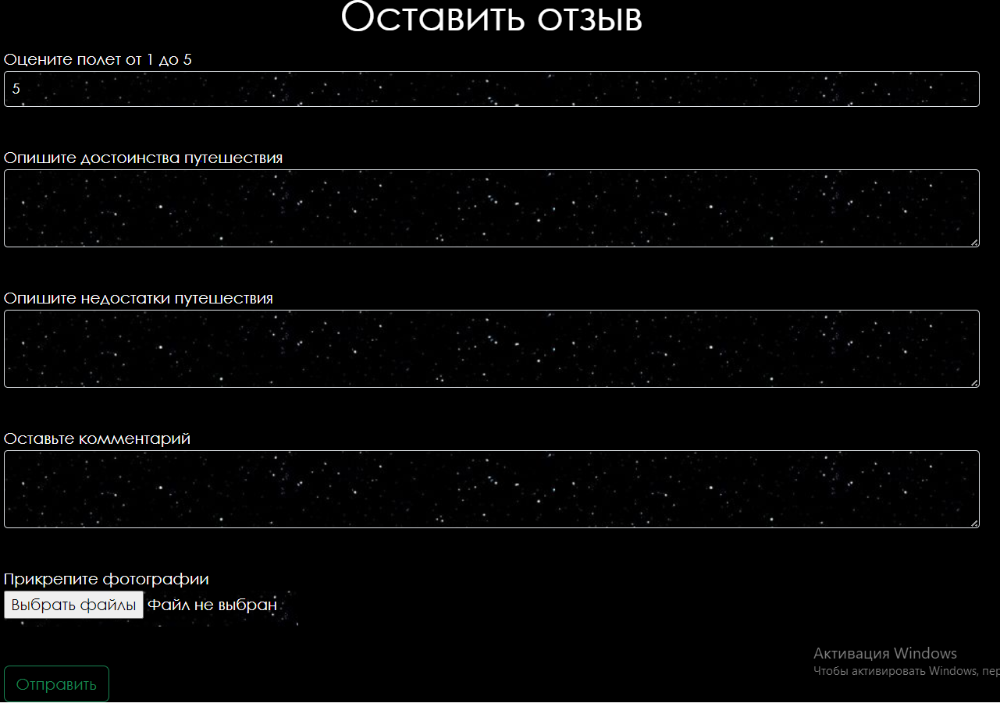 Оставить отзыв
Оцените полет от 1 до 5
5
Опишите достоинства путешествия
Опишите недостатки путешествия
Оставьте комментарий
Прикрепите фотографии
Выбрать файлы Файл не выбран
Активация Windows
Чтобы активировать Windows, пер
Отправить